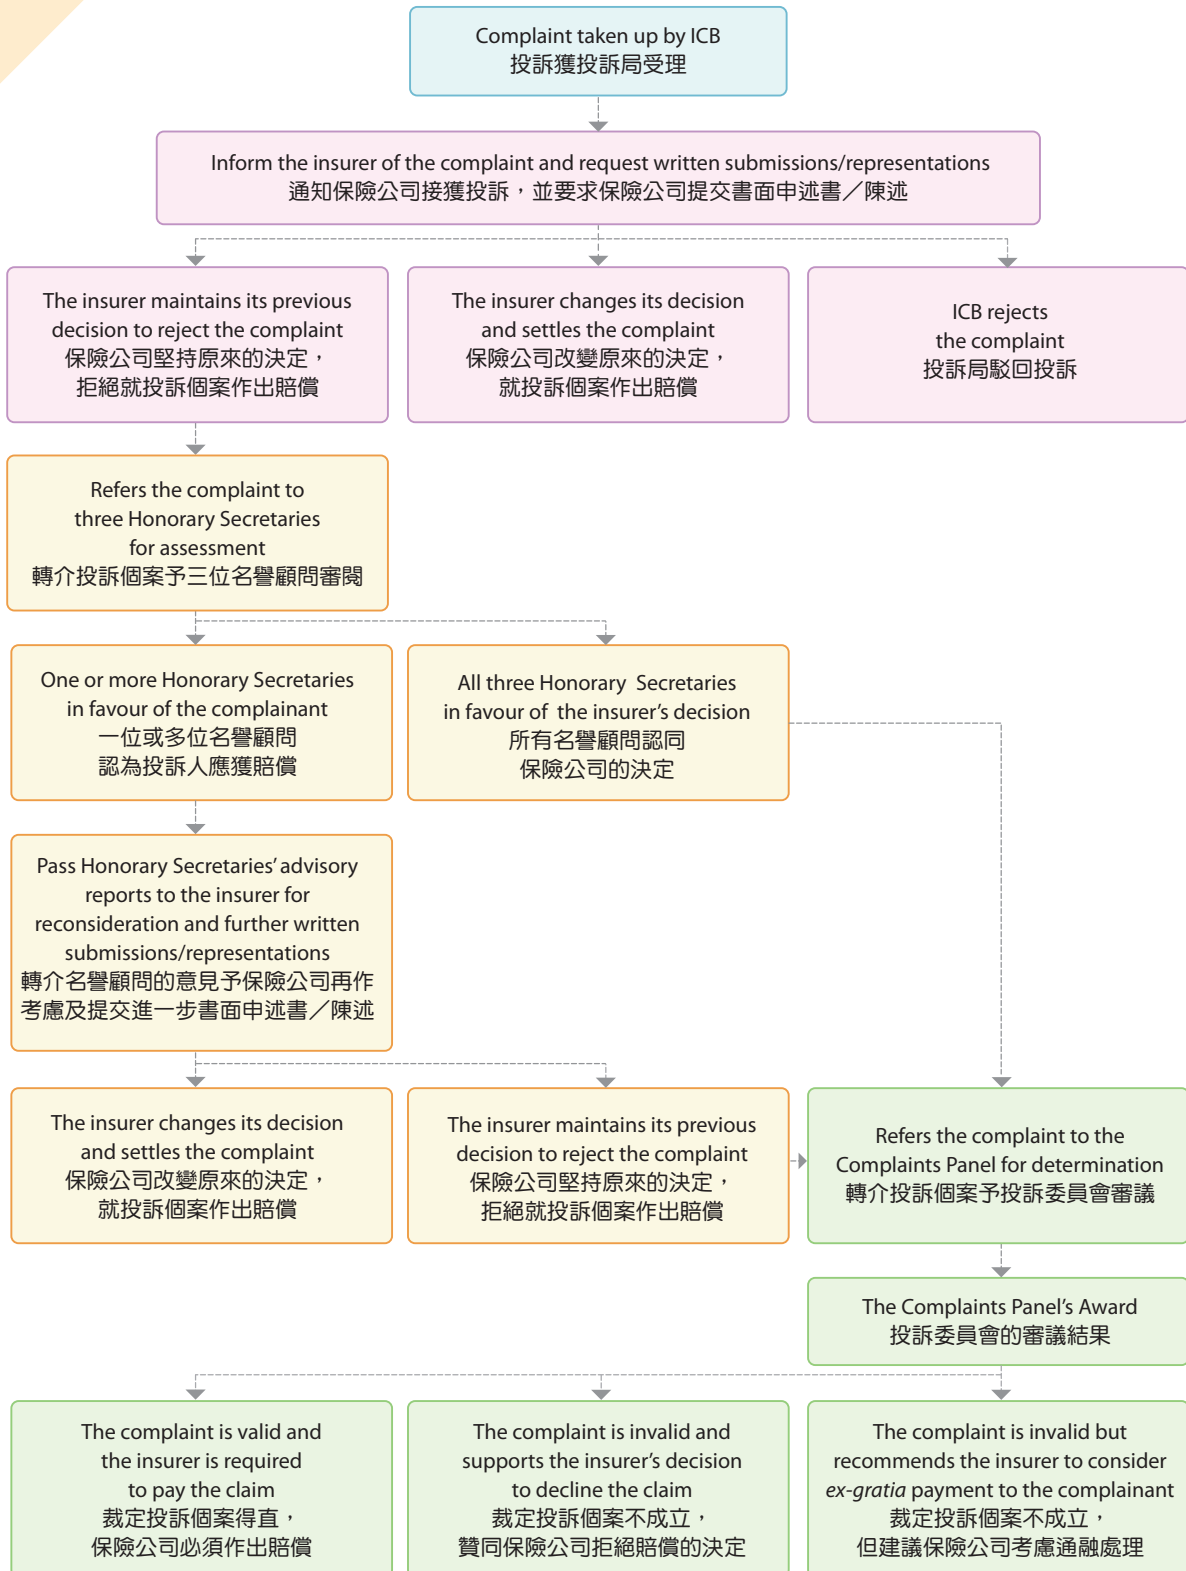 Complaint taken up by ICB
投訴獲投訴局受理
Inform the insurer of the complaint and request written submissions/representations
通知保險公司接獲投訴，並要求保險公司提交書面申述書／陳述
The insurer maintains its previous
decision to reject the complaint
保險公司堅持原來的決定，
拒絕就投訴個案作出賠償
The insurer changes its decision
and settles the complaint
保險公司改變原來的決定，
就投訴個案作出賠償
ICB rejects
the complaint
投訴局駁回投訴
Refers the complaint to
three Honorary Secretaries
for assessment
轉介投訴個案予三位名譽顧問審閱
One or more Honorary Secretaries
in favour of the complainant
一位或多位名譽顧問
認為投訴人應獲賠償
All three Honorary Secretaries
in favour of the insurer’s decision
所有名譽顧問認同
保險公司的決定
Pass Honorary Secretaries’ advisory
reports to the insurer for
reconsideration and further written
submissions/representations
轉介名譽顧問的意見予保險公司再作
考慮及提交進一步書面申述書／陳述
The insurer changes its decision
and settles the complaint
保險公司改變原來的決定，
就投訴個案作出賠償
The insurer maintains its previous
decision to reject the complaint
保險公司堅持原來的決定，
拒絕就投訴個案作出賠償
Refers the complaint to the
Complaints Panel for determination
轉介投訴個案予投訴委員會審議
The Complaints Panel’s Award
投訴委員會的審議結果
The complaint is valid and
the insurer is required
to pay the claim
裁定投訴個案得直，
保險公司必須作出賠償
The complaint is invalid and
supports the insurer’s decision
to decline the claim
裁定投訴個案不成立，
贊同保險公司拒絕賠償的決定
The complaint is invalid but
recommends the insurer to consider
ex-gratia payment to the complainant
裁定投訴個案不成立，
但建議保險公司考慮通融處理